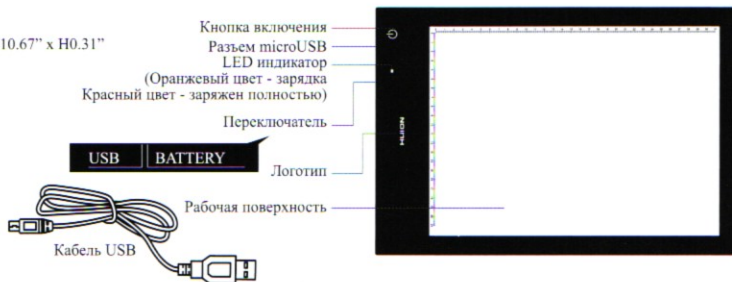 10.67” x H0.31”
Кнопка включения
Разъем microUSB
LED индикатор
(Оранжевый цвет - зарядка
Красный цвет - заряжен полностью)
Переключатель
USB BATTERY
Логотип
Рабочая поверхность
Кабель USB
HUION